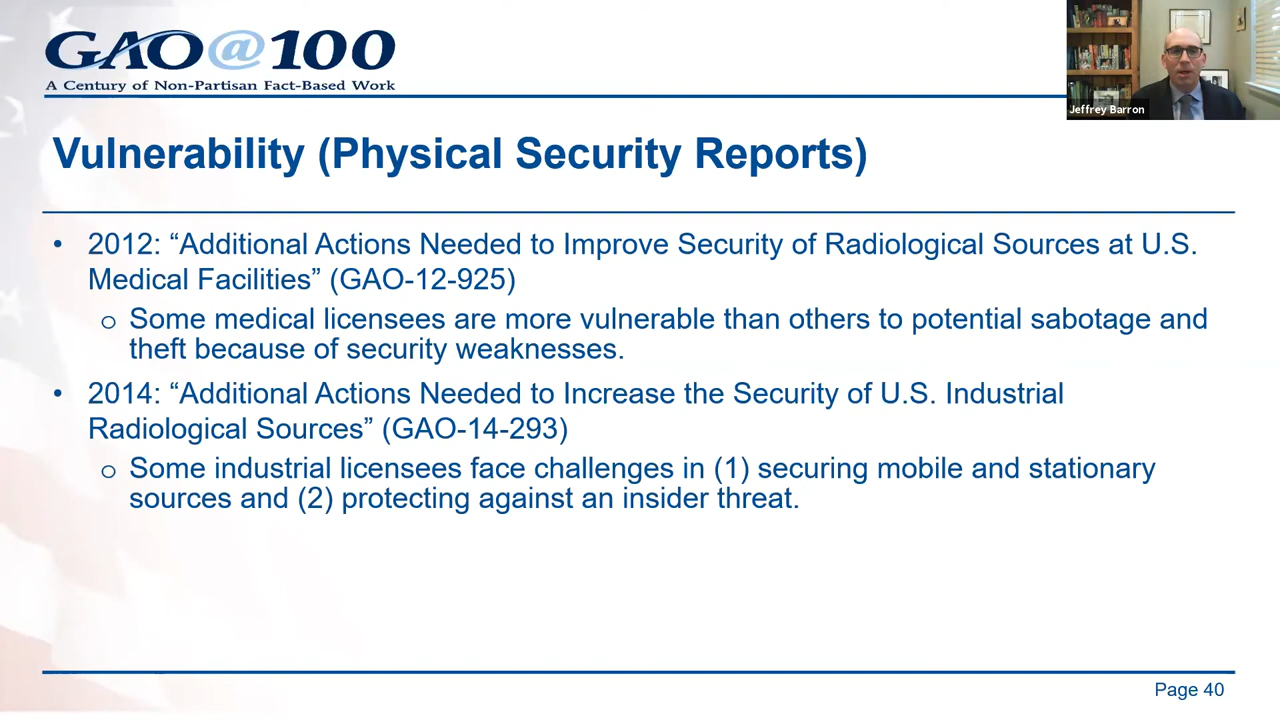 GAO@100
A Century of Non-Partisan Fact-Based Work
Jeffrey Barron
Vulnerability (Physical Security Reports)
• 2012: “Additional Actions Needed to Improve Security of Radiological Sources at U.S.
Medical Facilities” (GAO-12-925)
o Some medical licensees are more vulnerable than others to potential sabotage and
theft because of security weaknesses.
• 2014: “Additional Actions Needed to Increase the Security of U.S. Industrial
Radiological Sources” (GAO-14-293)
o Some industrial licensees face challenges in (1) securing mobile and stationary
sources and (2) protecting against an insider threat.
Page 40